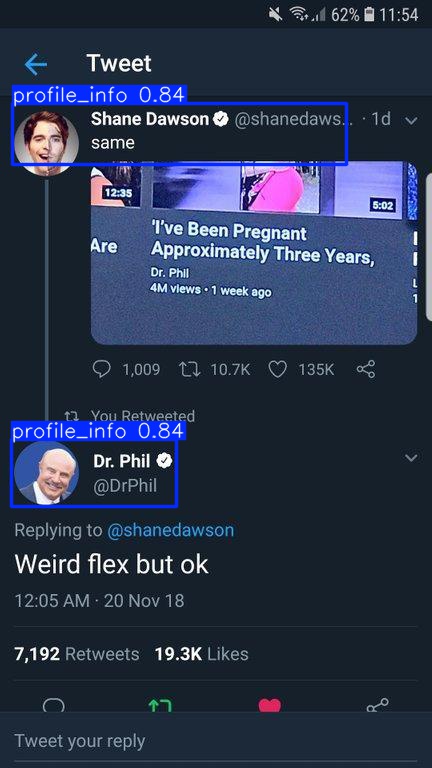 62% 11:54
Tweet
profile_info 0.84
Shane Dawson @shanedaws... · 1d
same
12:35
5:02
Are
'I've Been Pregnant
Approximately Three Years,
Dr. Phil
4M views • 1 week ago
1,009 10.7K 135K
You Retweeted
profile_info 0.84
Dr. Phil
@DrPhil
Replying to @shanedawson
Weird flex but ok
12:05 AM · 20 Nov 18
7,192 Retweets 19.3K Likes
Tweet your reply